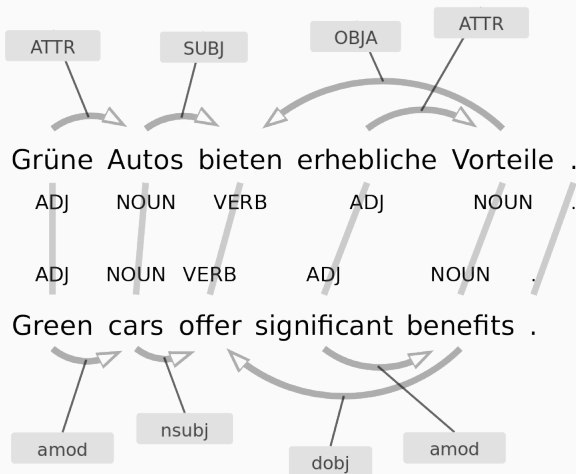 ATTR SUBJ OBJA ATTR
Grüne Autos bieten erhebliche Vorteile .
ADJ NOUN VERB ADJ NOUN .
ADJ NOUN VERB ADJ NOUN .
Green cars offer significant benefits .
amod nsubj dobj amod